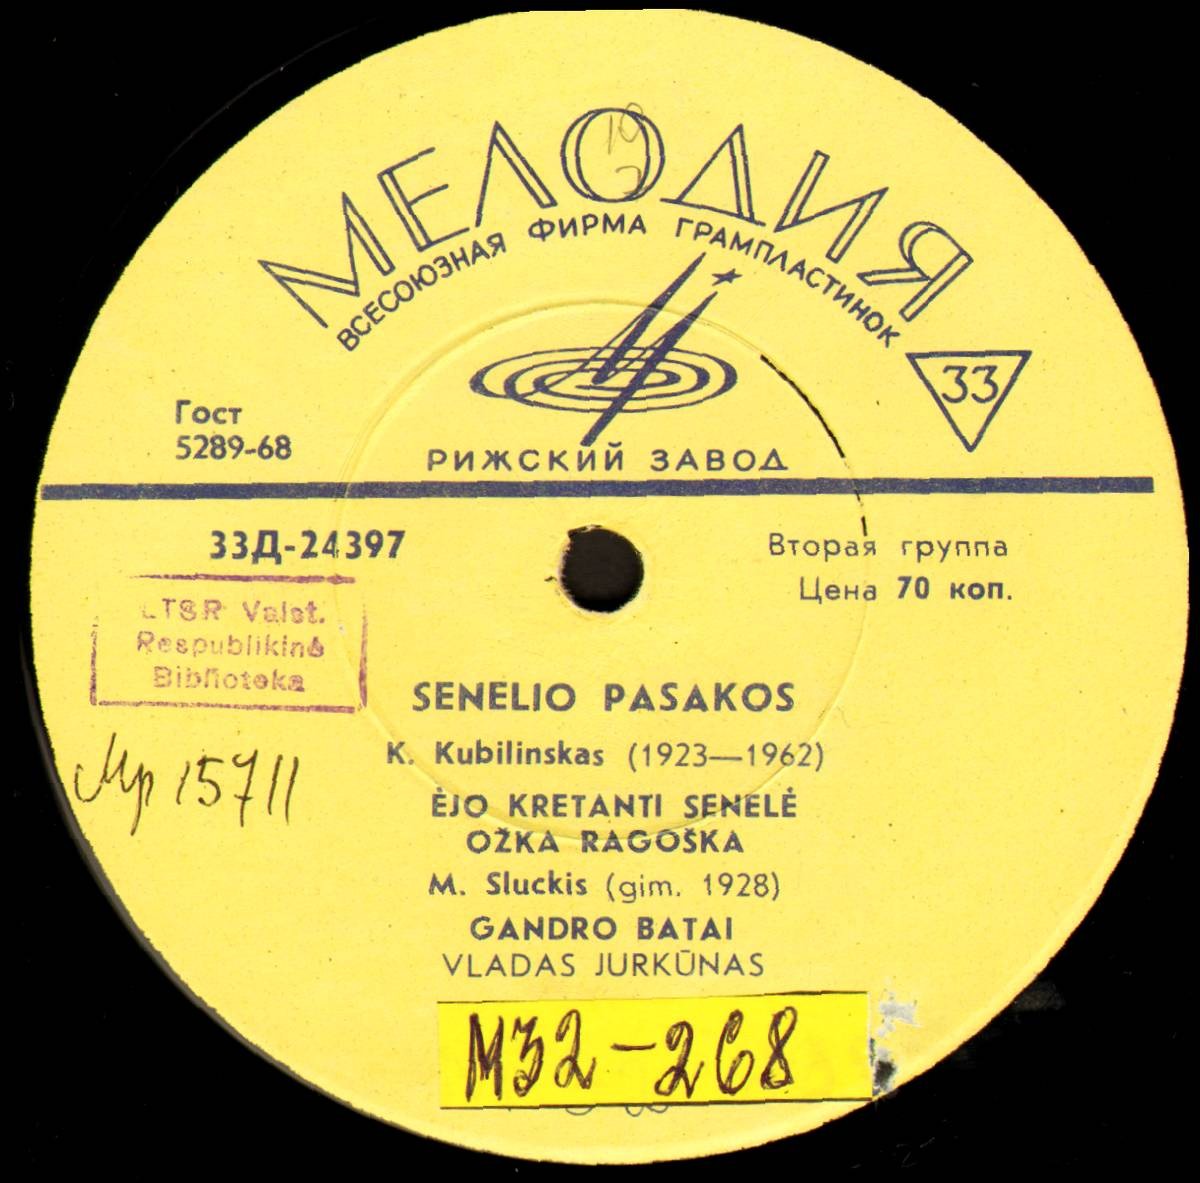 МЕЛОДИЯ
ВСЕСОЮЗНАЯ ФИРМА ГРАМПЛАСТИНОК
33
Гост
5289-68
РИЖСКИЙ ЗАВОД
33Д-24397
Вторая группа
Цена 70 коп.
LTSR Valst.
Respublikinė
Biblioteka
SENELIO PASAKOS
K. Kubilinskas (1923—1962)
ĖJO KRETANTI SENELĖ
OŽKA RAGOŠKA
Mp 15711
M. Sluckis (gim. 1928)
GANDRO BATAI
VLADAS JURKŪNAS
M32-268